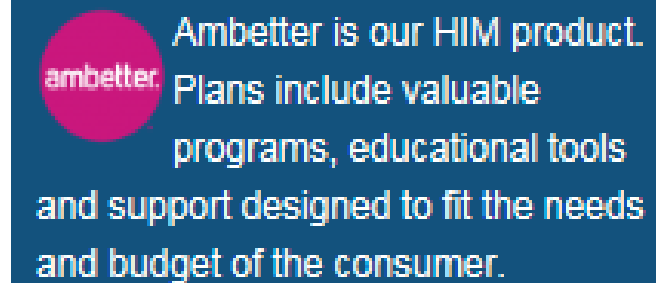 Ambetter is our HIM product.
ambetter.
Plans include valuable
programs, educational tools
and support designed to fit the needs
and budget of the consumer.